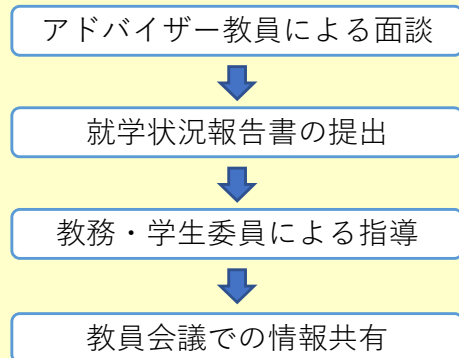 アドバイザー教員による面談
就学状況報告書の提出
教務・学生委員による指導
教員会議での情報共有